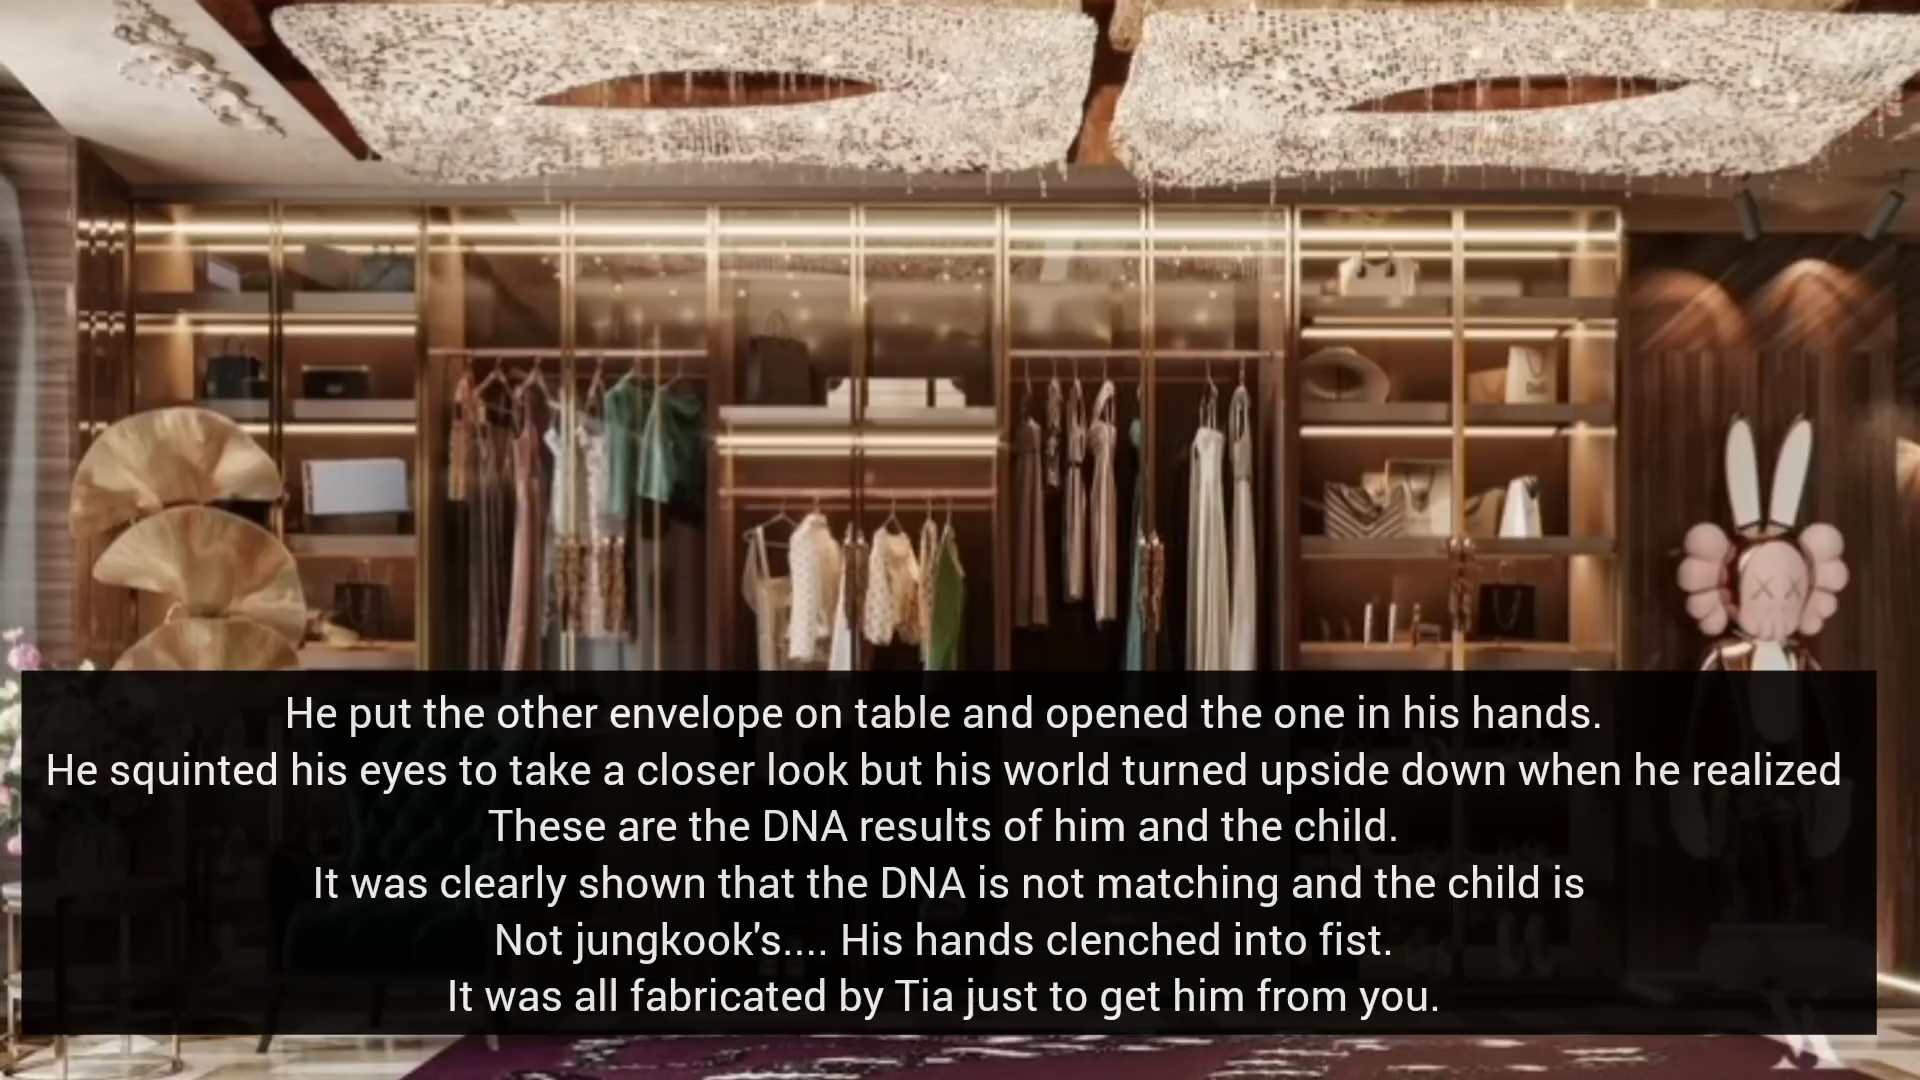 He put the other envelope on table and opened the one in his hands.
He squinted his eyes to take a closer look but his world turned upside down when he realized
These are the DNA results of him and the child.
It was clearly shown that the DNA is not matching and the child is
Not jungkook's.... His hands clenched into fist.
It was all fabricated by Tia just to get him from you.